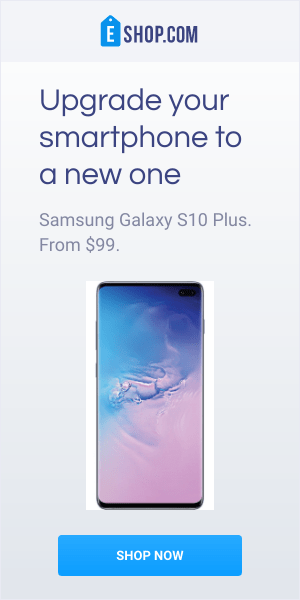 E SHOP.COM
Upgrade your
smartphone to
a new one
Samsung Galaxy S10 Plus.
From $99.
SHOP NOW